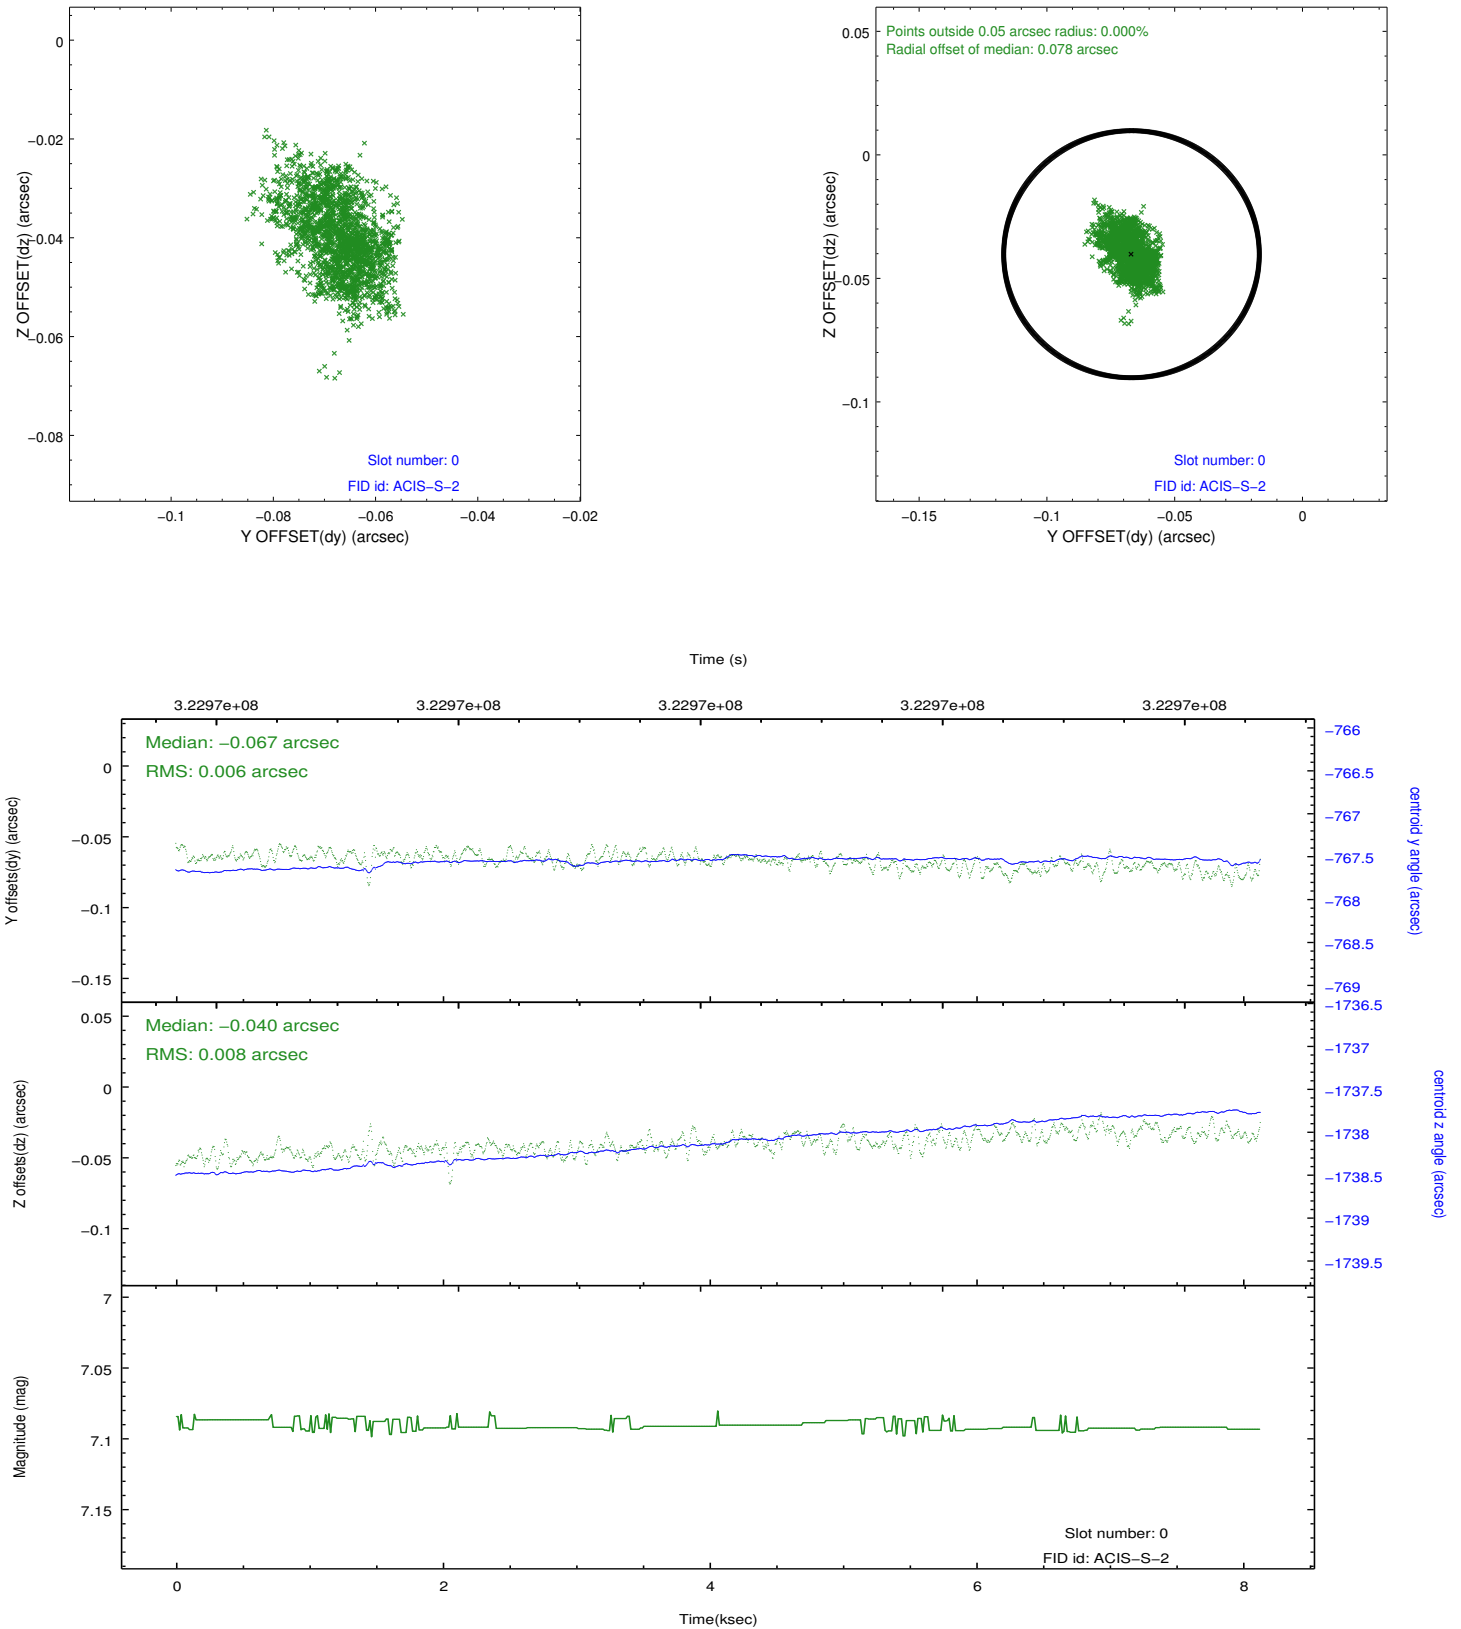 0
−0.02
−0.04
−0.06
−0.08
Z OFFSET(dz) (arcsec)
Slot number: 0
FID id: ACIS−S−2
−0.1
−0.08
−0.06
−0.04
−0.02
Y OFFSET(dy) (arcsec)
Points outside 0.05 arcsec radius: 0.000%
Radial offset of median: 0.078 arcsec
0.05
0
−0.05
−0.1
Z OFFSET(dz) (arcsec)
Slot number: 0
FID id: ACIS−S−2
−0.15
−0.1
−0.05
0
Y OFFSET(dy) (arcsec)
Time (s)
3.2297e+08
3.2297e+08
3.2297e+08
3.2297e+08
3.2297e+08
Median: −0.067 arcsec
RMS: 0.006 arcsec
0
−0.05
−0.1
−0.15
Y offsets(dy) (arcsec)
−766
−766.5
−767
−767.5
−768
−768.5
−769
centroid y angle (arcsec)
Median: −0.040 arcsec
RMS: 0.008 arcsec
0.05
0
−0.05
−0.1
Z offsets(dz) (arcsec)
−1736.5
−1737
−1737.5
−1738
−1738.5
−1739
−1739.5
centroid z angle (arcsec)
7
7.05
7.1
7.15
Magnitude (mag)
Slot number: 0
FID id: ACIS−S−2
0
2
4
6
8
Time(ksec)